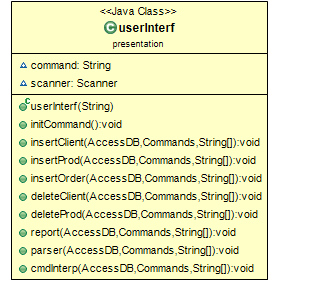 <<Java Class>>
C userInterf
presentation
command: String
scanner: Scanner
C userInterf(String)
initCommand():void
insertClient(AccessDB,Commands,String[]):void
insertProd(AccessDB,Commands,String[]):void
insertOrder(AccessDB,Commands,String[]):void
deleteClient(AccessDB,Commands,String[]):void
deleteProd(AccessDB,Commands,String[]):void
report(AccessDB,Commands,String[]):void
parser(AccessDB,Commands,String[]):void
cmdInterp(AccessDB,Commands,String[]):void